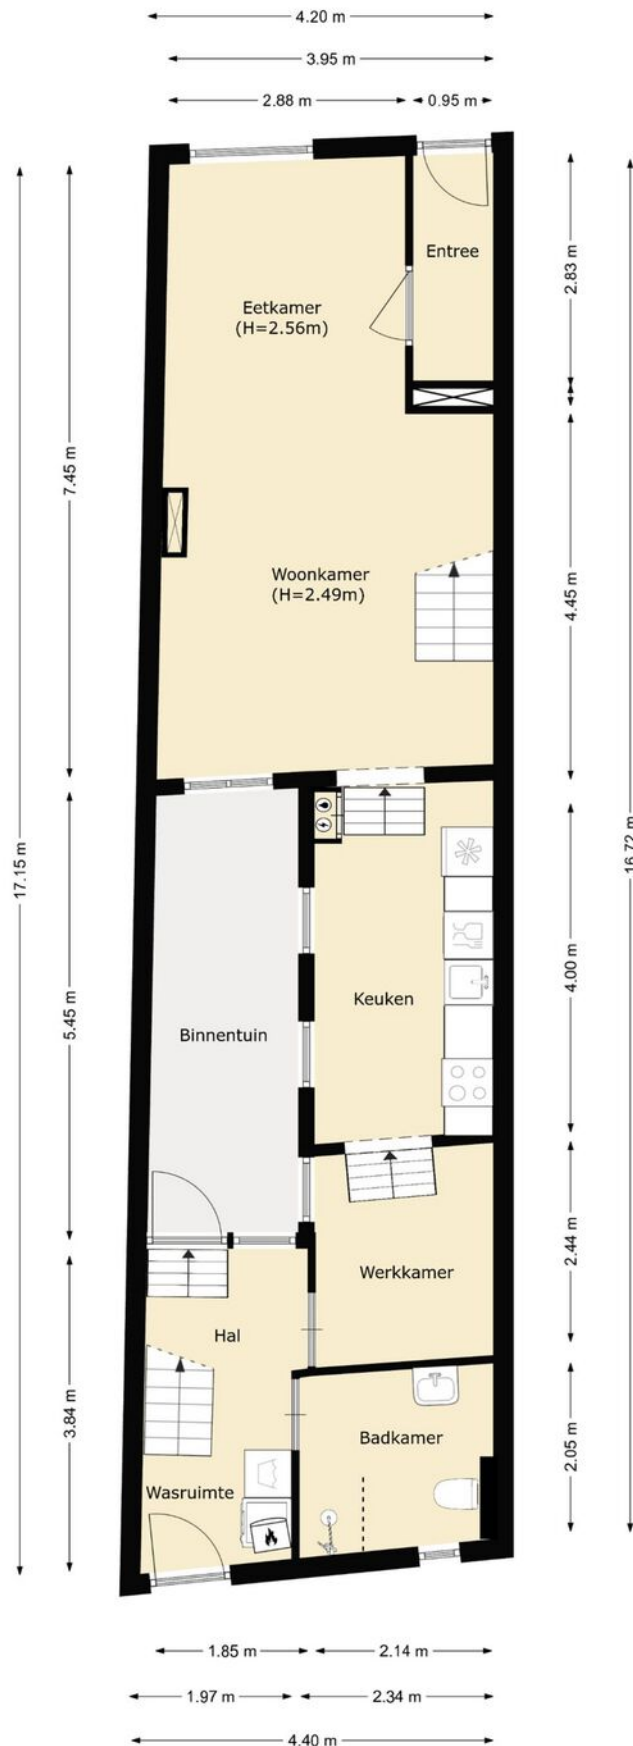 4.20 m
3.95 m
2.88 m
0.95 m
Entree
2.83 m
Eetkamer
(H=2.56m)
7.45 m
Woonkamer
(H=2.49m)
4.45 m
17.15 m
16.72 m
Keuken
4.00 m
5.45 m
Binnentuin
2.44 m
Werkkamer
Hal
3.84 m
Badkamer
2.05 m
Wasruimte
1.85 m
2.14 m
1.97 m
2.34 m
4.40 m